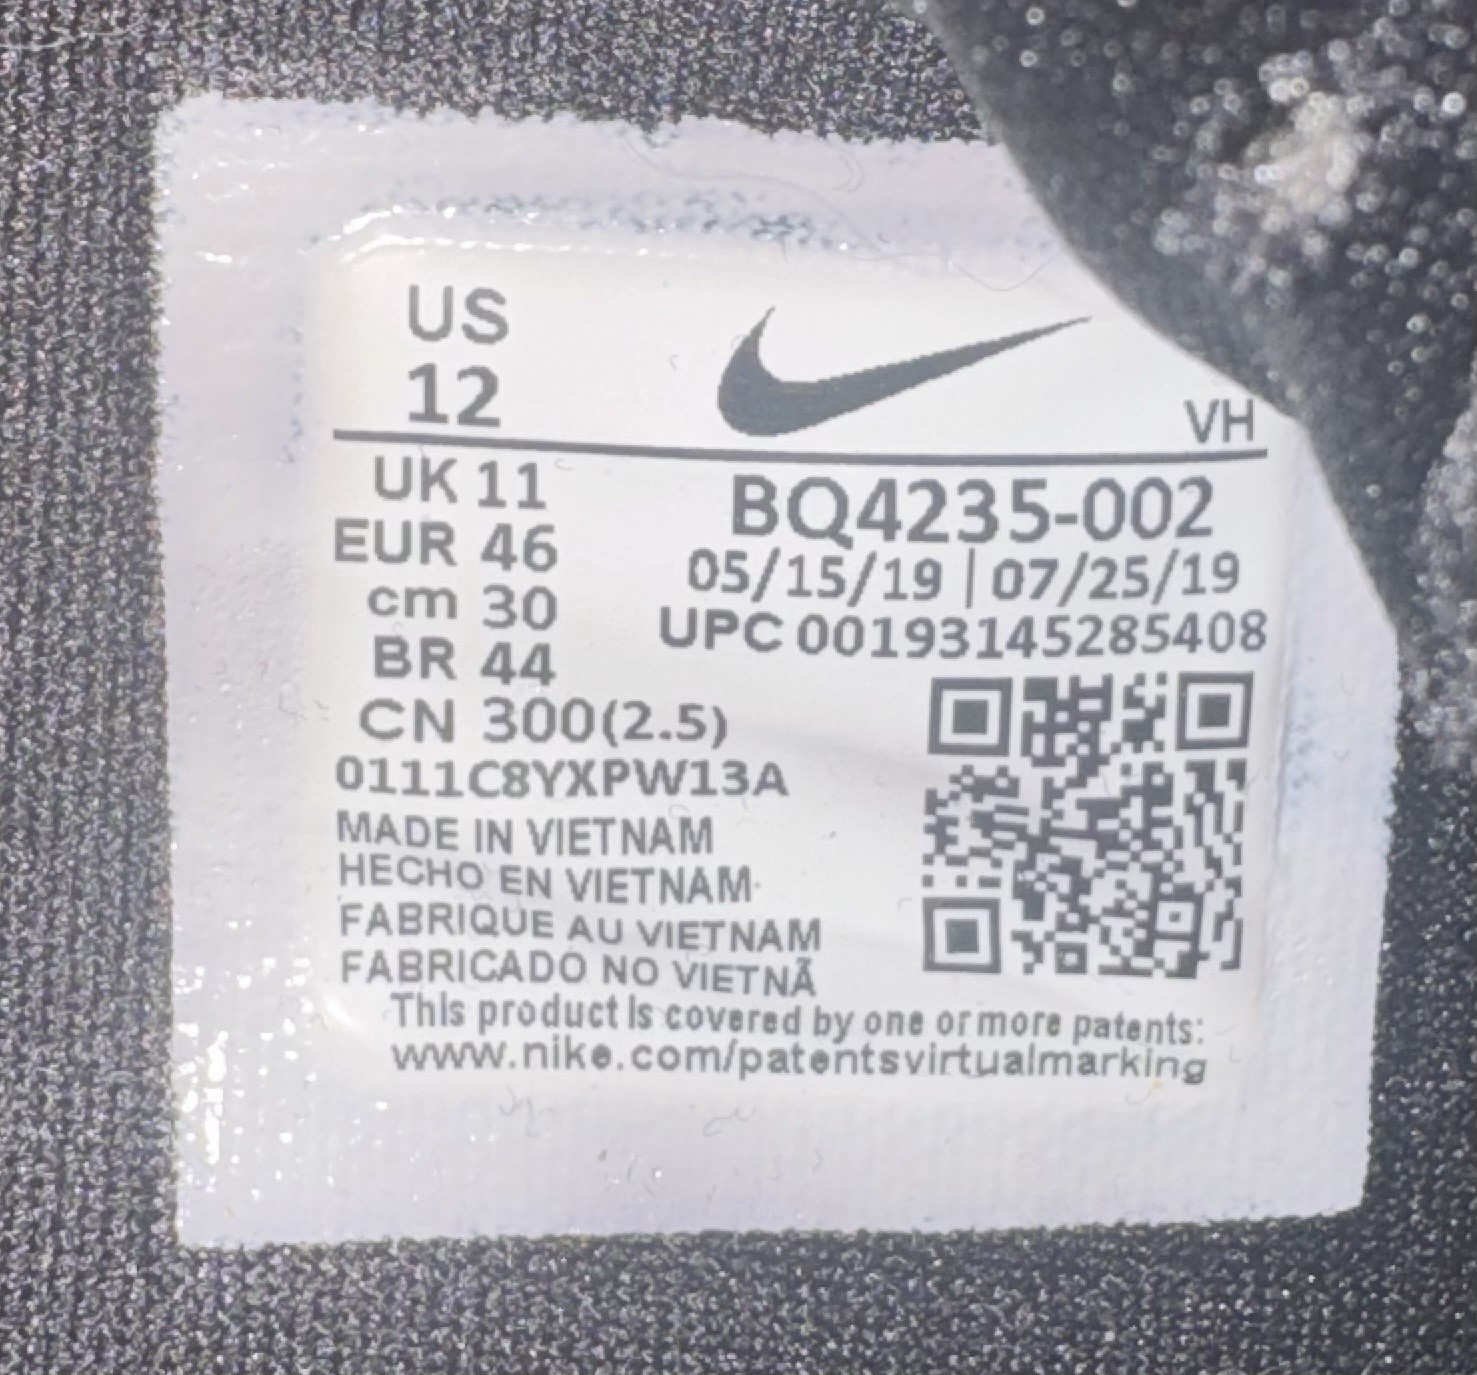 US
12
VH
UK 11
EUR 46
cm 30
BR 44
CN 300(2.5)
BQ4235-002
05/15/19 | 07/25/19
UPC 00193145285408
0111C8YXPW13A
MADE IN VIETNAM
HECHO EN VIETNAM
FABRIQUE AU VIETNAM
FABRICADO NO VIETNÃ
This product is covered by one or more patents:
www.nike.com/patentsvirtualmarking